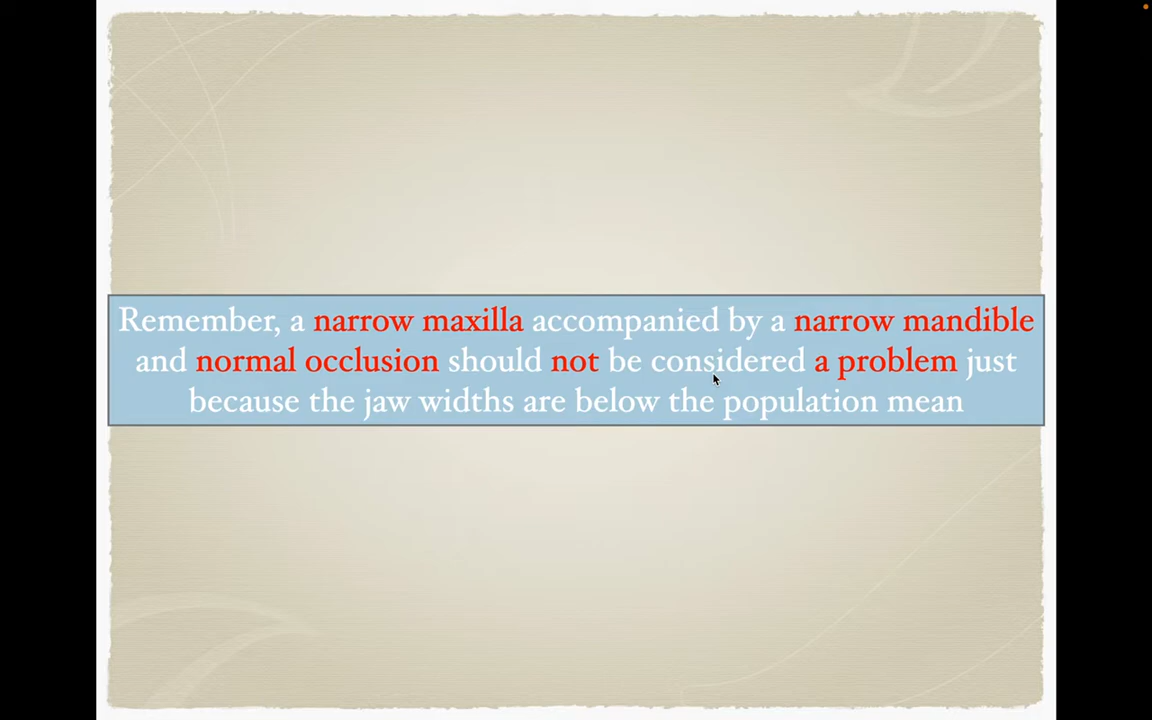 Remember, a narrow maxilla accompanied by a narrow mandible
and normal occlusion should not be considered a problem just
because the jaw widths are below the population mean